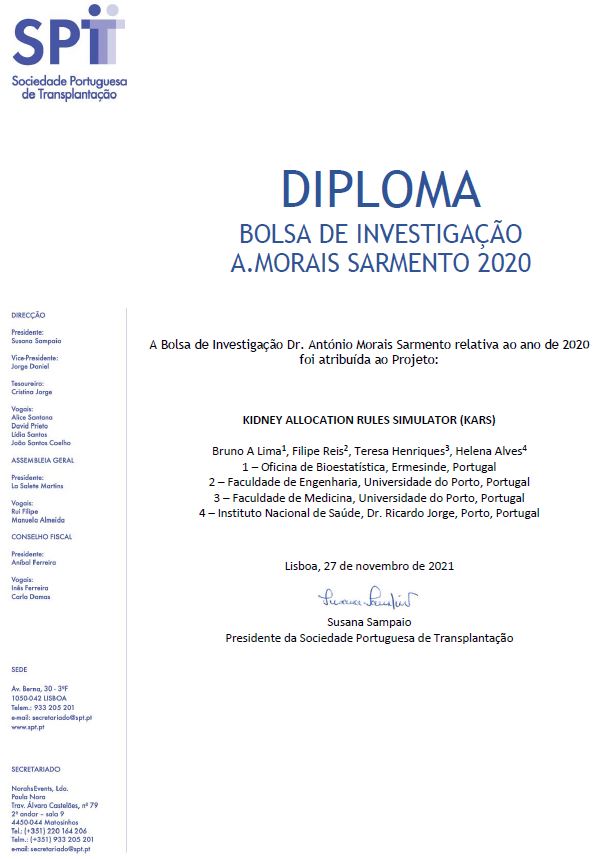 SPT
Sociedade Portuguesa
de Transplantação
DIPLOMA
BOLSA DE INVESTIGAÇÃO
A.MORAIS SARMENTO 2020
A Bolsa de Investigação Dr. António Morais Sarmento relativa ao ano de 2020
foi atribuída ao Projeto:
KIDNEY ALLOCATION RULES SIMULATOR (KARS)
Bruno A Lima¹, Filipe Reis², Teresa Henriques³, Helena Alves⁴
1 – Oficina de Bioestatística, Ermesinde, Portugal
2 – Faculdade de Engenharia, Universidade do Porto, Portugal
3 – Faculdade de Medicina, Universidade do Porto, Portugal
4 – Instituto Nacional de Saúde, Dr. Ricardo Jorge, Porto, Portugal
Lisboa, 27 de novembro de 2021
Susana Sampaio
Susana Sampaio
Presidente da Sociedade Portuguesa de Transplantação
DIRECÇÃO
Presidente:
Susana Sampaio
Vice-Presidente:
Jorge Daniel
Tesoureiro:
Cristina Jorge
Vogais:
Alice Santana
David Prieto
Lídia Santos
João Santos Coelho
ASSEMBLEIA GERAL
Presidente:
La Salete Martins
Vogais:
Rui Filipe
Manuela Almeida
CONSELHO FISCAL
Presidente:
Aníbal Ferreira
Vogais:
Inês Ferreira
Carla Damas
SEDE
Av. Berna, 30 - 3ºF
1050-042 LISBOA
Telem.: 933 205 201
e-mail: secretariado@spt.pt
www.spt.pt
SECRETARIADO
NorahsEvents, Lda.
Paula Nora
Trav. Álvaro Castelões, nº 79
2º andar – sala 9
4450-044 Matosinhos
Tel.: (+351) 220 164 206
Telm.: (+351) 933 205 201
e-mail: secretariado@spt.pt